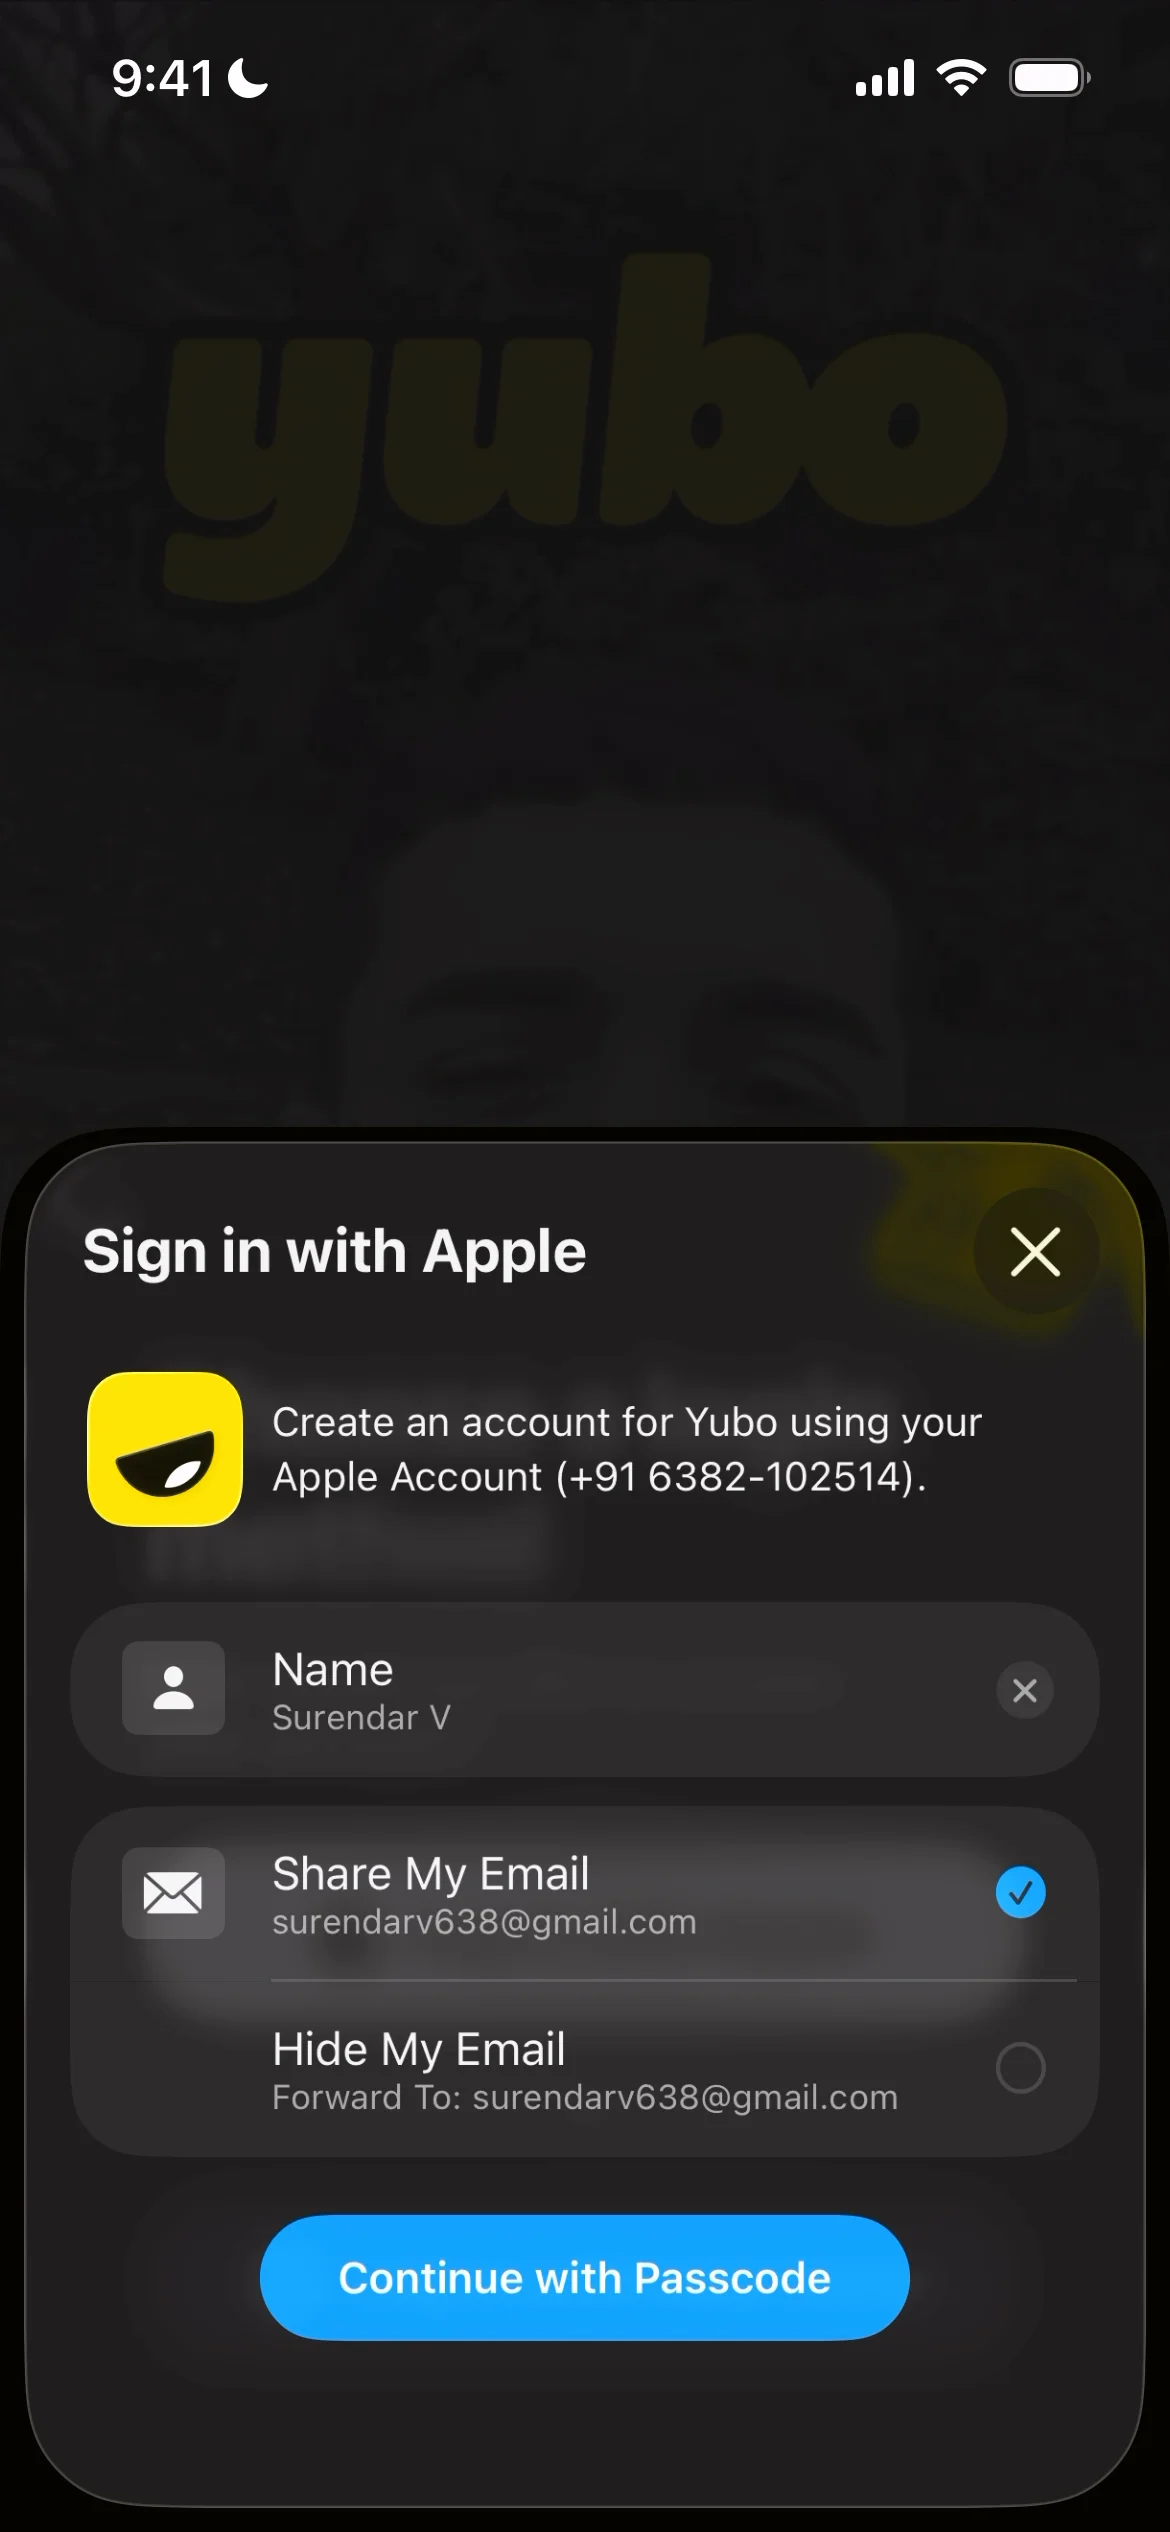 9:41
yubo
Sign in with Apple
Create an account for Yubo using your
Apple Account (+91 6382-102514).
Name
Surendar V
Share My Email
surendarv638@gmail.com
Hide My Email
Forward To: surendarv638@gmail.com
Continue with Passcode